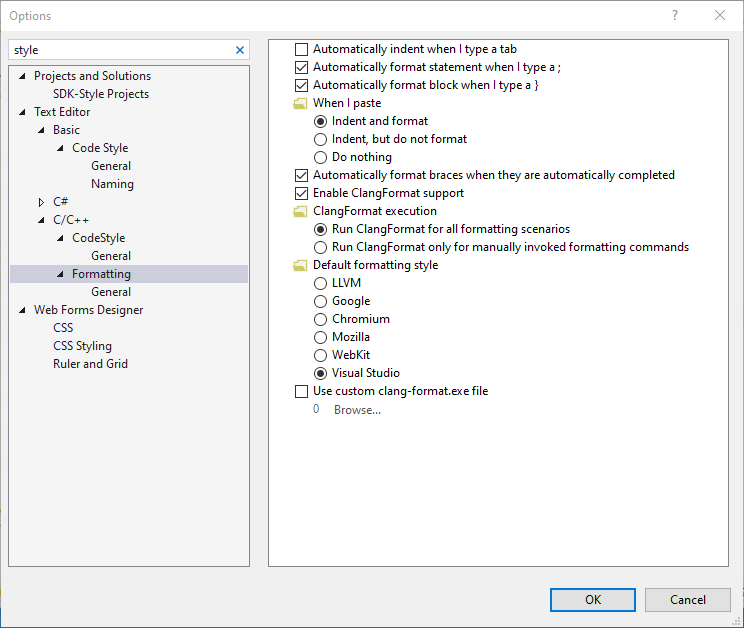 Options
?
style
Projects and Solutions
SDK-Style Projects
Text Editor
Basic
Code Style
General
Naming
C#
C/C++
CodeStyle
General
Formatting
General
Web Forms Designer
CSS
CSS Styling
Ruler and Grid
Automatically indent when I type a tab
Automatically format statement when I type a ;
Automatically format block when I type a }
When I paste
Indent and format
Indent, but do not format
Do nothing
Automatically format braces when they are automatically completed
Enable ClangFormat support
ClangFormat execution
Run ClangFormat for all formatting scenarios
Run ClangFormat only for manually invoked formatting commands
Default formatting style
LLVM
Google
Chromium
Mozilla
WebKit
Visual Studio
Use custom clang-format.exe file
0 Browse...
OK Cancel